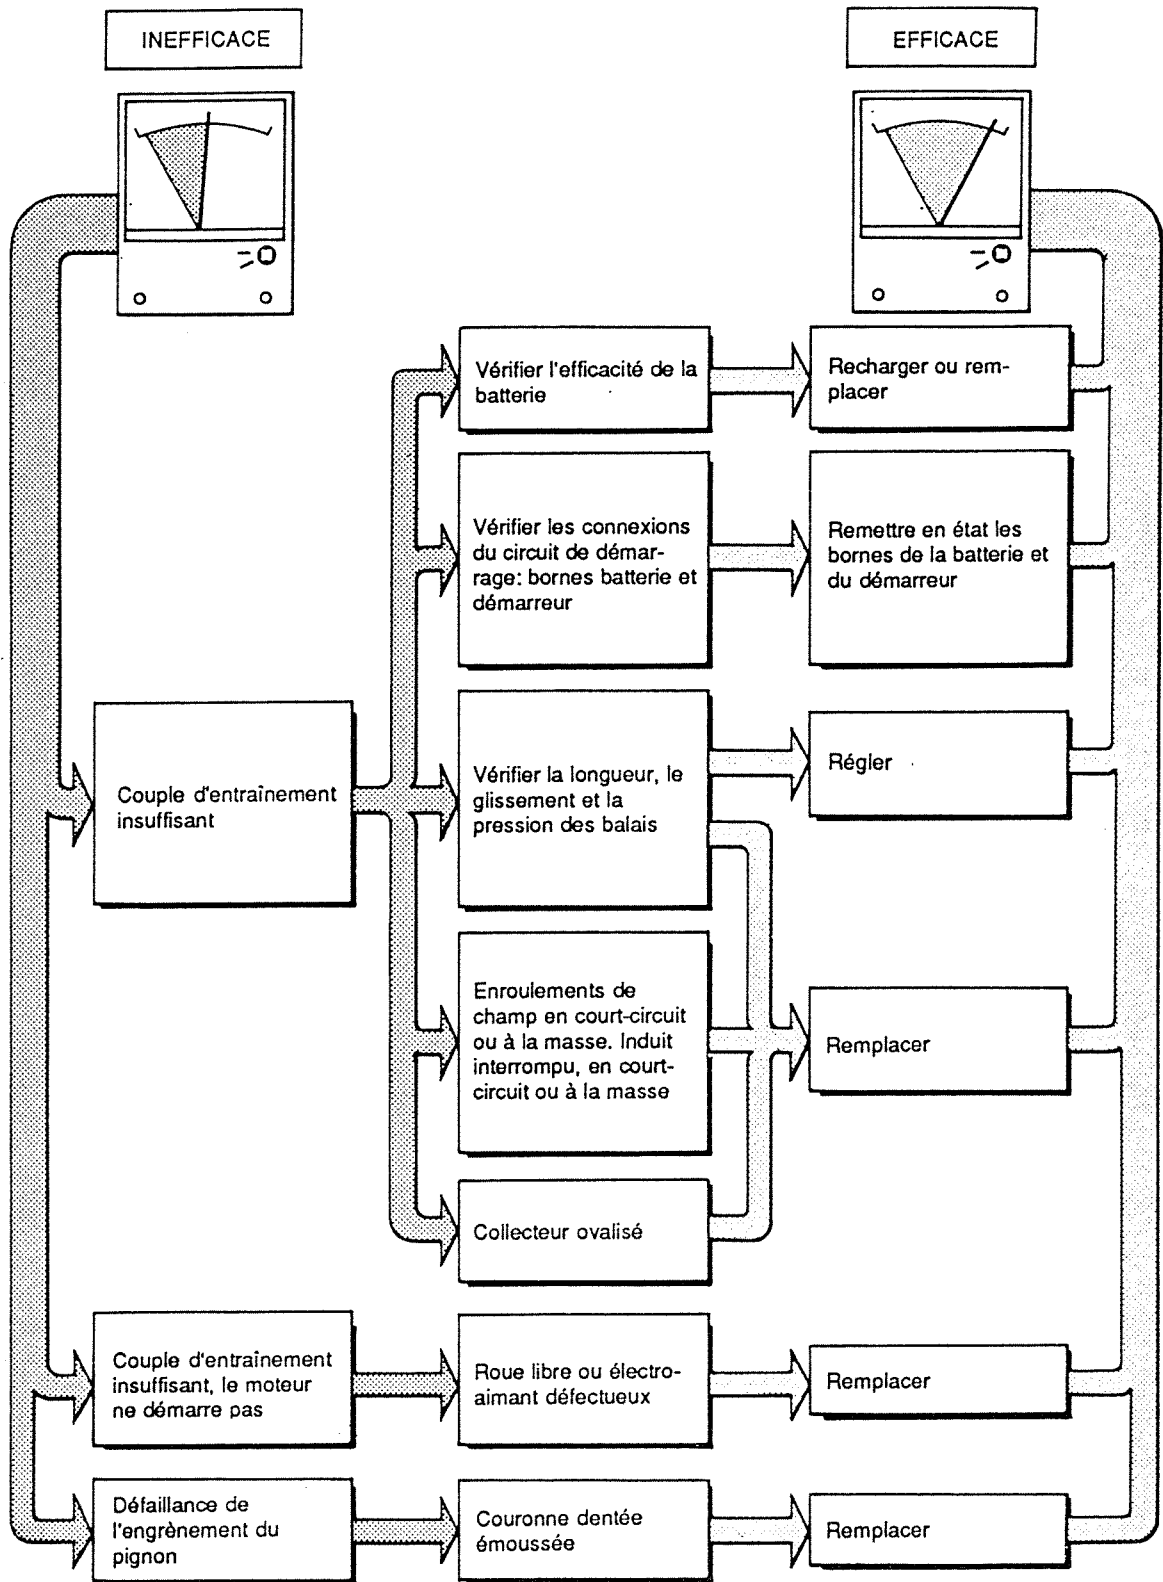 INEFFICACE
EFFICACE
Vérifier l'efficacité de la
batterie
Recharger ou rem-
placer
Vérifier les connexions
du circuit de démar-
rage: bornes batterie et
démarreur
Remettre en état les
bornes de la batterie et
du démarreur
Couple d'entraînement
insuffisant
Vérifier la longueur, le
glissement et la
pression des balais
Régler
Enroulements de
champ en court-circuit
ou à la masse. Induit
interrompu, en court-
circuit ou à la masse
Remplacer
Collecteur ovalisé
Couple d'entraînement
insuffisant, le moteur
ne démarre pas
Roue libre ou électro-
aimant défectueux
Remplacer
Défaillance de
l'engrènement du
pignon
Couronne dentée
émoussée
Remplacer